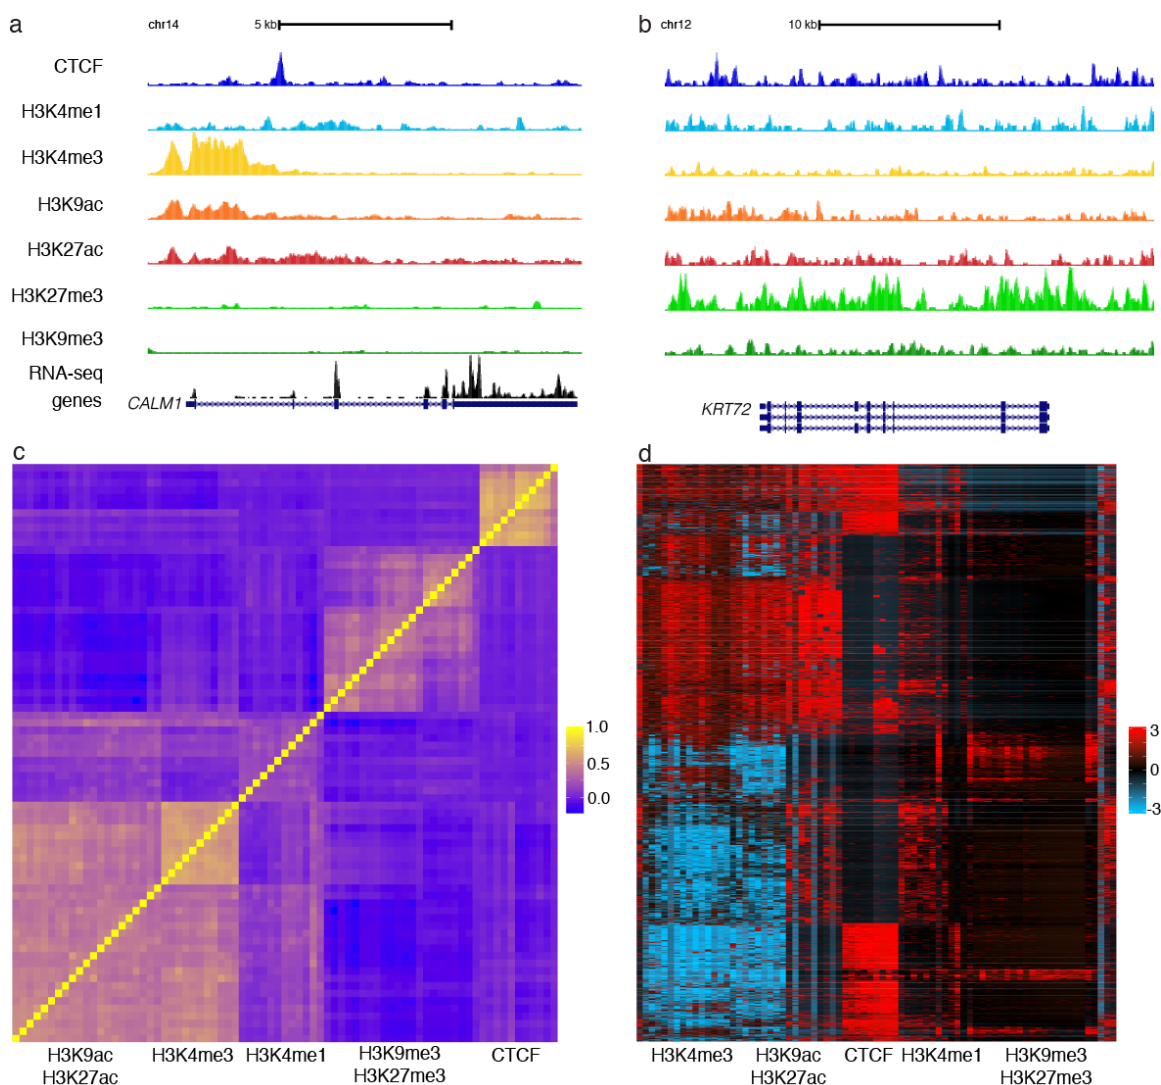 a
chr14
5 kb
b
chr12
10 kb
CTCF
H3K4me1
H3K4me3
H3K9ac
H3K27ac
H3K27me3
H3K9me3
RNA-seq
genes
CALM1
KRT72
c
d
1.0
0.5
0.0
3
0
-3
H3K9ac
H3K27ac
H3K4me3
H3K4me1
H3K9me3
H3K27me3
CTCF
H3K4me3
H3K9ac
H3K27ac
CTCF
H3K4me1
H3K9me3
H3K27me3